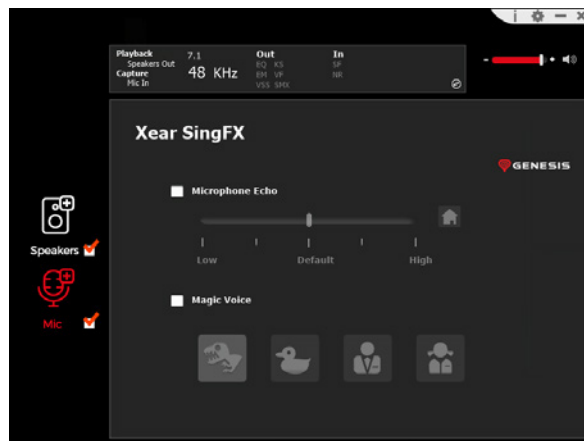 Playback 7.1 Out In
Speakers Out EQ KS SF
Capture 48 KHz EM VF NR
Mic In VSS SMX
Xear SingFX
GENESIS
Microphone Echo
Low Default High
Speakers
Magic Voice
Mic